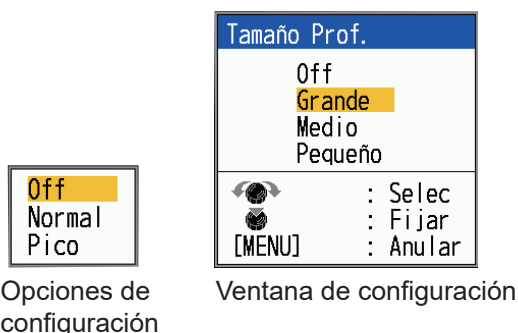 Tamaño Prof.
Off
Grande
Medio
Pequeño
: Selec
: Fijar
[MENU] : Anular
Off
Normal
Pico
Opciones de
configuración
Ventana de configuración